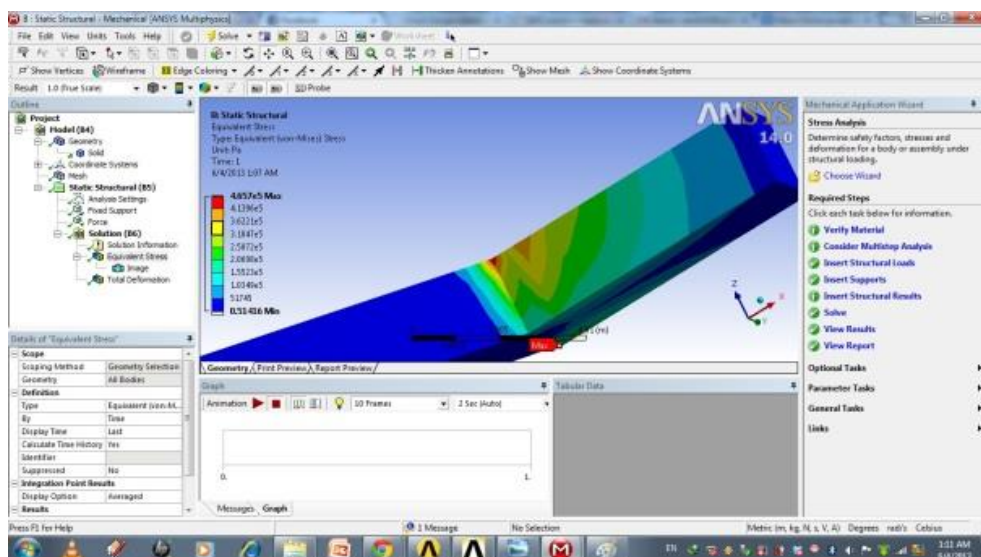 B : Static Structural - Mechanical [ANSYS Multiphysics]
File Edit View Units Tools Help Solve Worksheet
Show Vertices Wireframe Edge Coloring Thicken Annotations Show Mesh Show Coordinate Systems
Result 1.0 (True Scale) Probe
Outline
Project
Model (B4)
Geometry
Solid
Coordinate Systems
Mesh
Static Structural (B5)
Analysis Settings
Fixed Support
Force
Solution (B6)
Solution Information
Equivalent Stress
Image
Total Deformation
Details of "Equivalent Stress"
Scope
Scoping Method Geometry Selection
Geometry All Bodies
Definition
Type Equivalent (von-M...
By Time
Display Time Last
Calculate Time History Yes
Identifier
Suppressed No
Integration Point Results
Display Option Averaged
Results
B: Static Structural
Equivalent Stress
Type: Equivalent (von-Mises) Stress
Unit: Pa
Time: 1
6/4/2013 1:07 AM
4.657e5 Max
4.1396e5
3.6221e5
3.1047e5
2.5872e5
2.0698e5
1.5523e5
1.0349e5
51745
0.51416 Min
ANSYS
14.0
Z
X
Y
(m)
Max
Geometry Print Preview Report Preview
Graph
Animation 10 Frames 2 Sec (Auto)
0. 1.
Messages Graph
Tabular Data
Mechanical Application Wizard
Stress Analysis
Determine safety factors, stresses and
deformation for a body or assembly under
structural loading.
Choose Wizard
Required Steps
Click each task below for information.
Verify Material
Consider Multistep Analysis
Insert Structural Loads
Insert Supports
Insert Structural Results
Solve
View Results
View Report
Optional Tasks
Parameter Tasks
General Tasks
Links
Press F1 for Help 1 Message No Selection Metric (m, kg, N, s, V, A) Degrees rad/s Celsius
EN 1:11 AM
6/4/2013